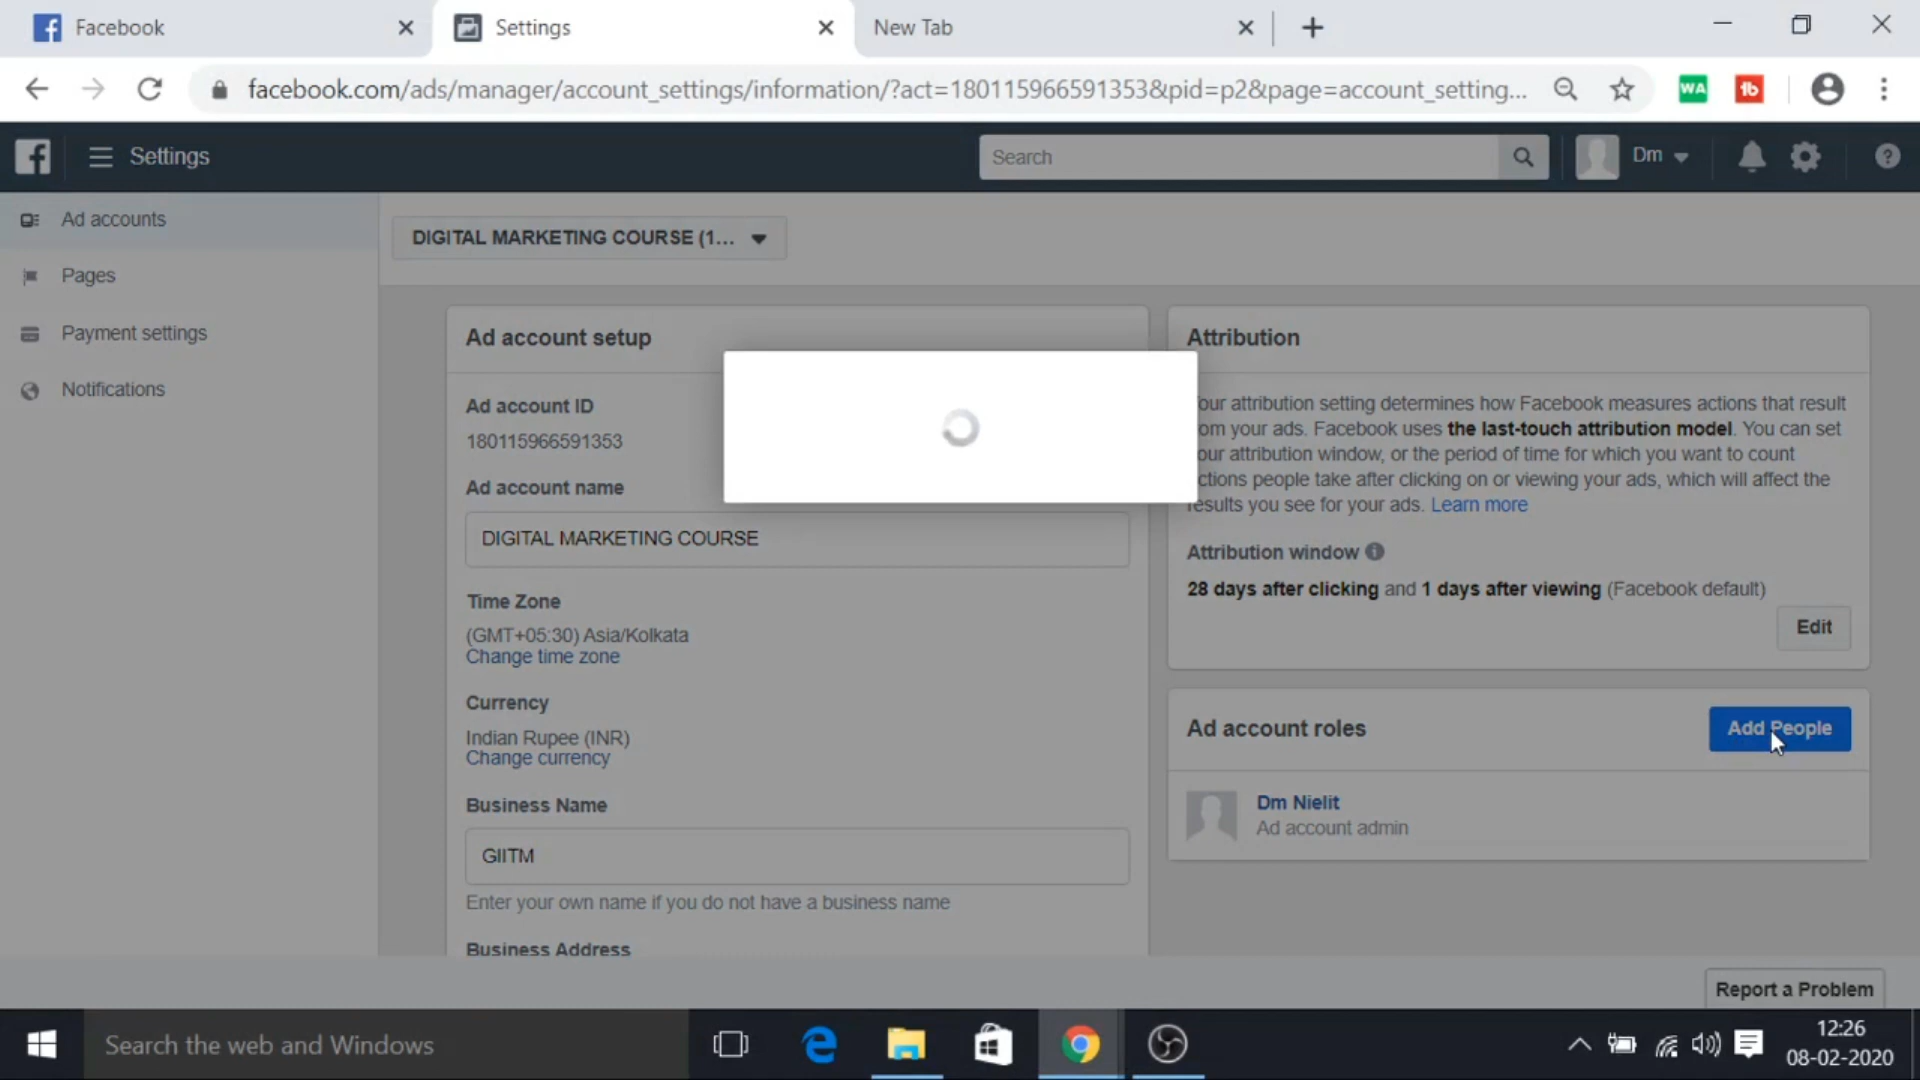 Facebook
Settings
New Tab
facebook.com/ads/manager/account_settings/information/?act=180115966591353&pid=p2&page=account_setting...
WA
Settings
Search
Dm
Ad accounts
Pages
Payment settings
Notifications
DIGITAL MARKETING COURSE (1...
Ad account setup
Ad account ID
180115966591353
Ad account name
DIGITAL MARKETING COURSE
Time Zone
(GMT+05:30) Asia/Kolkata
Change time zone
Currency
Indian Rupee (INR)
Change currency
Business Name
GIITM
Enter your own name if you do not have a business name
Business Address
Attribution
our attribution setting determines how Facebook measures actions that result
om your ads. Facebook uses the last-touch attribution model. You can set
our attribution window, or the period of time for which you want to count
ctions people take after clicking on or viewing your ads, which will affect the
results you see for your ads. Learn more
Attribution window
28 days after clicking and 1 days after viewing (Facebook default)
Edit
Ad account roles
Add People
Dm Nielit
Ad account admin
Report a Problem
Search the web and Windows
12:26
08-02-2020